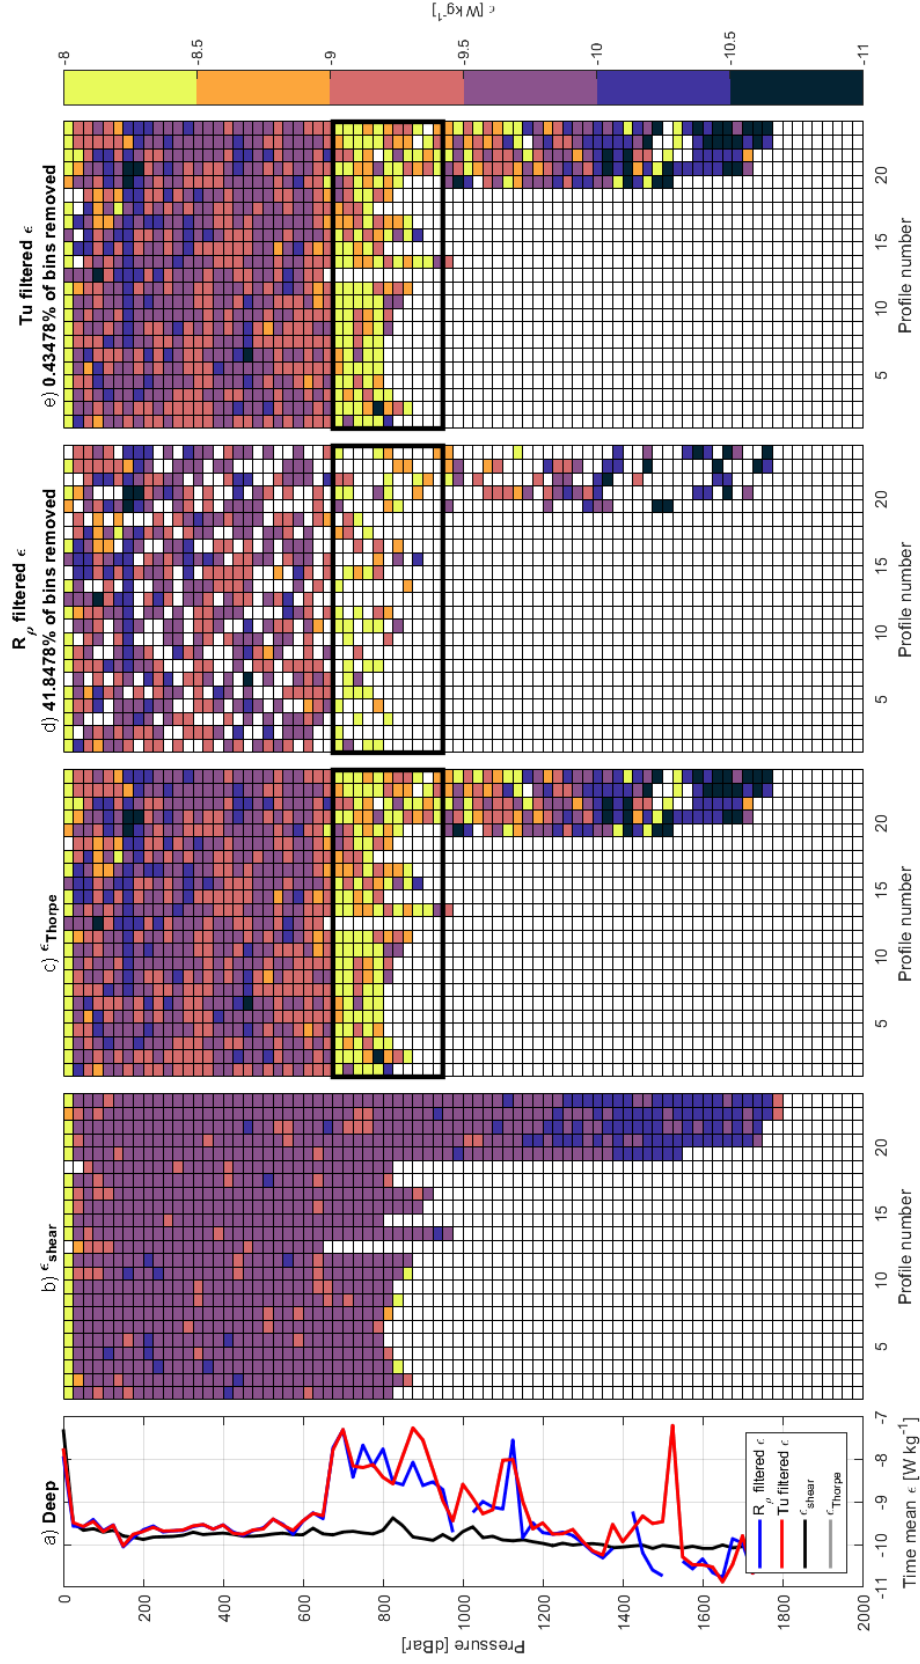 a) Deep
Pressure [dBar]
0
200
400
600
800
1000
1200
1400
1600
1800
2000
-11
-10
-9
-8
-7
Time mean ϵ [W kg⁻¹]
R_ρ filtered ϵ
Tu filtered ϵ
ϵ_shear
ϵ_Thorpe
b) ϵ_shear
5
10
15
20
Profile number
c) ϵ_Thorpe
5
10
15
20
Profile number
R_ρ filtered ϵ
d) 41.8478% of bins removed
5
10
15
20
Profile number
Tu filtered ϵ
e) 0.43478% of bins removed
5
10
15
20
Profile number
-8
-8.5
-9
-9.5
-10
-10.5
-11
ϵ [W kg⁻¹]